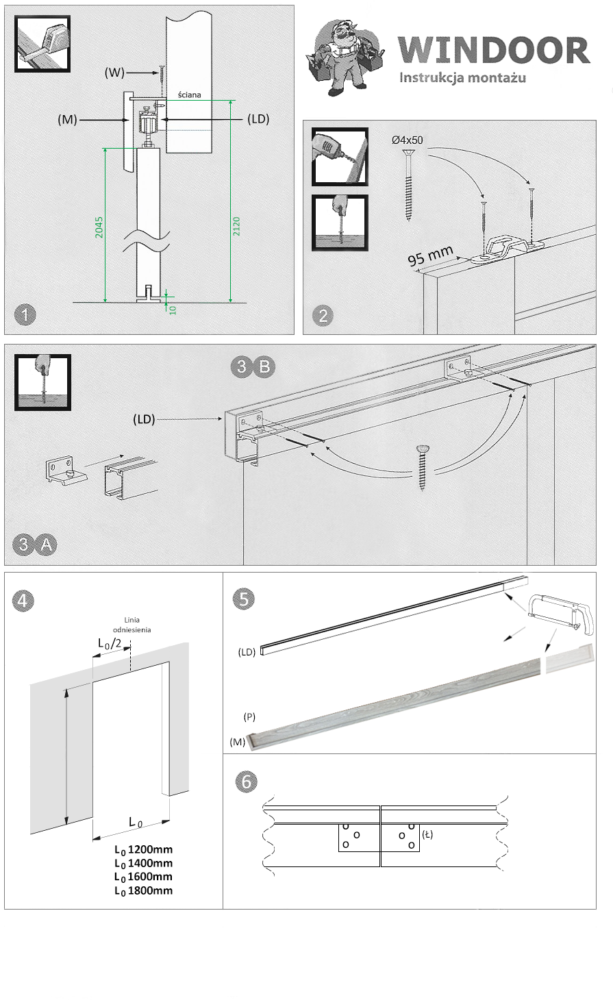 WINDOOR
Instrukcja montażu
(W)
ściana
(M)
(LD)
2045
2120
10
1
Ø4x50
95 mm
2
3 B
(LD)
3 A
4
Linia
odniesienia
L0/2
L0
L0 1200mm
L0 1400mm
L0 1600mm
L0 1800mm
5
(LD)
(P)
(M)
6
(Ł)